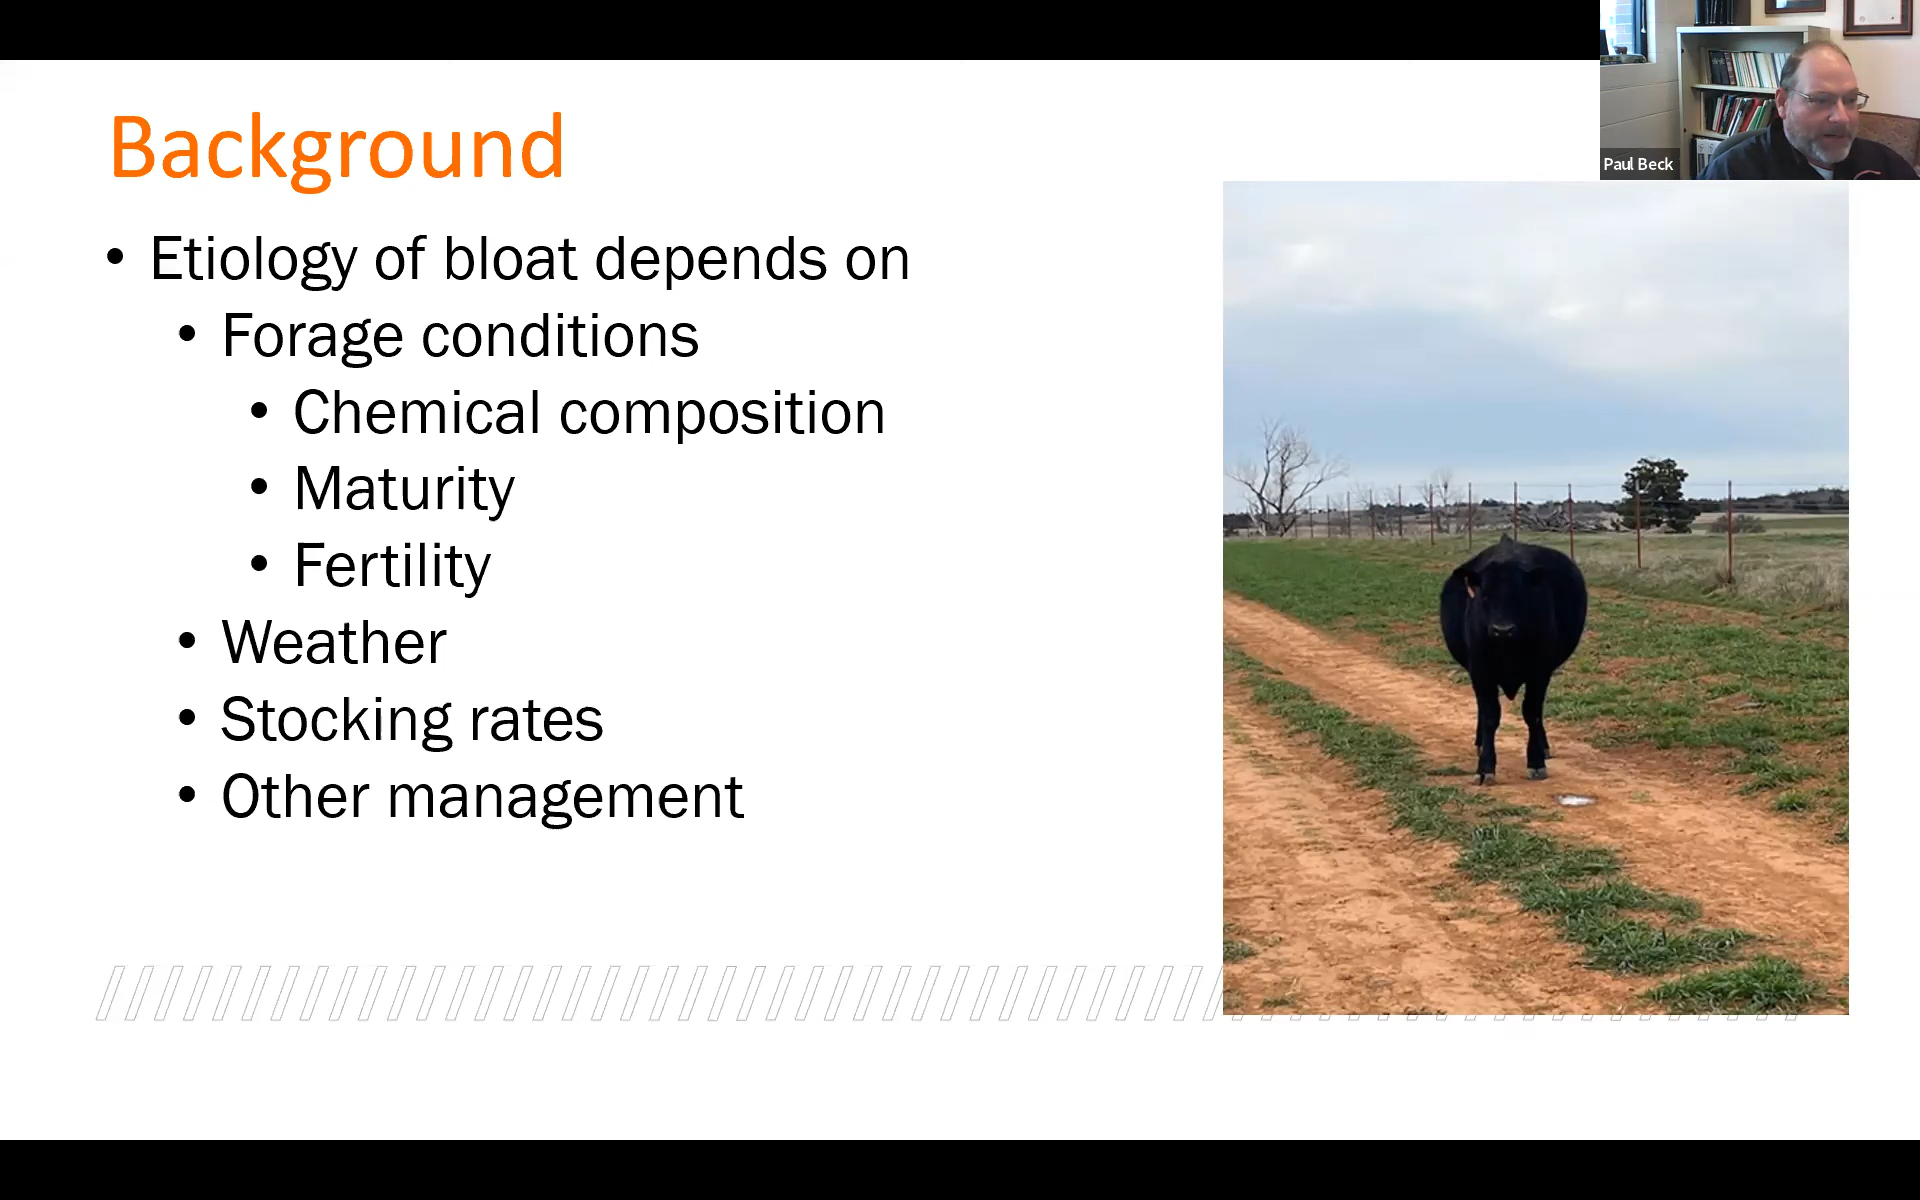 Background
• Etiology of bloat depends on
• Forage conditions
• Chemical composition
• Maturity
• Fertility
• Weather
• Stocking rates
• Other management
Paul Beck